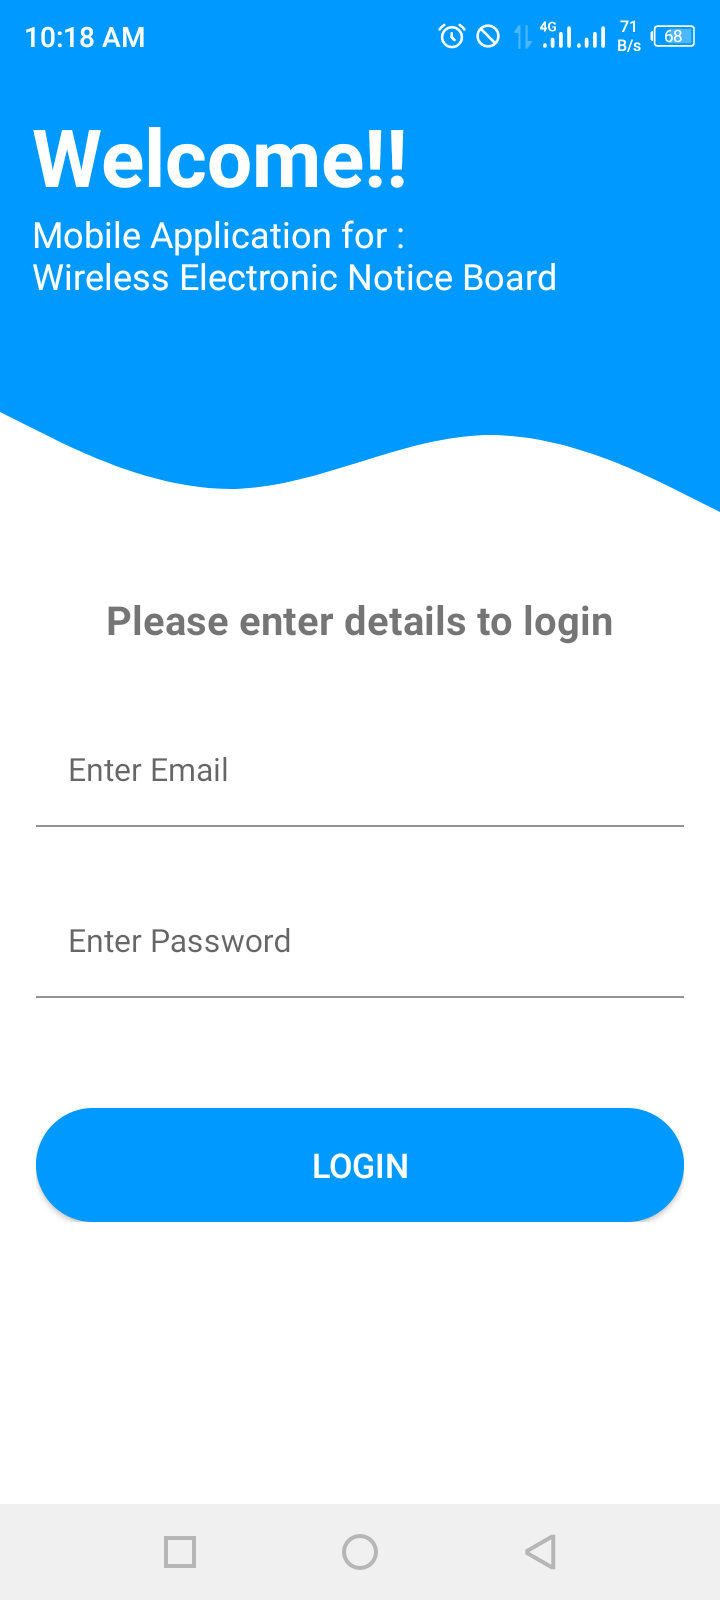 10:18 AM
4G
71
B/s
68
Welcome!!
Mobile Application for :
Wireless Electronic Notice Board
Please enter details to login
Enter Email
Enter Password
LOGIN